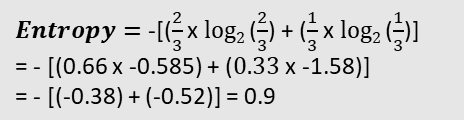 Entropy = -[(2/3 x log₂ (2/3) + (1/3 x log₂ (1/3)]
= - [(0.66 x -0.585) + (0.33 x -1.58)]
= - [(-0.38) + (-0.52)] = 0.9